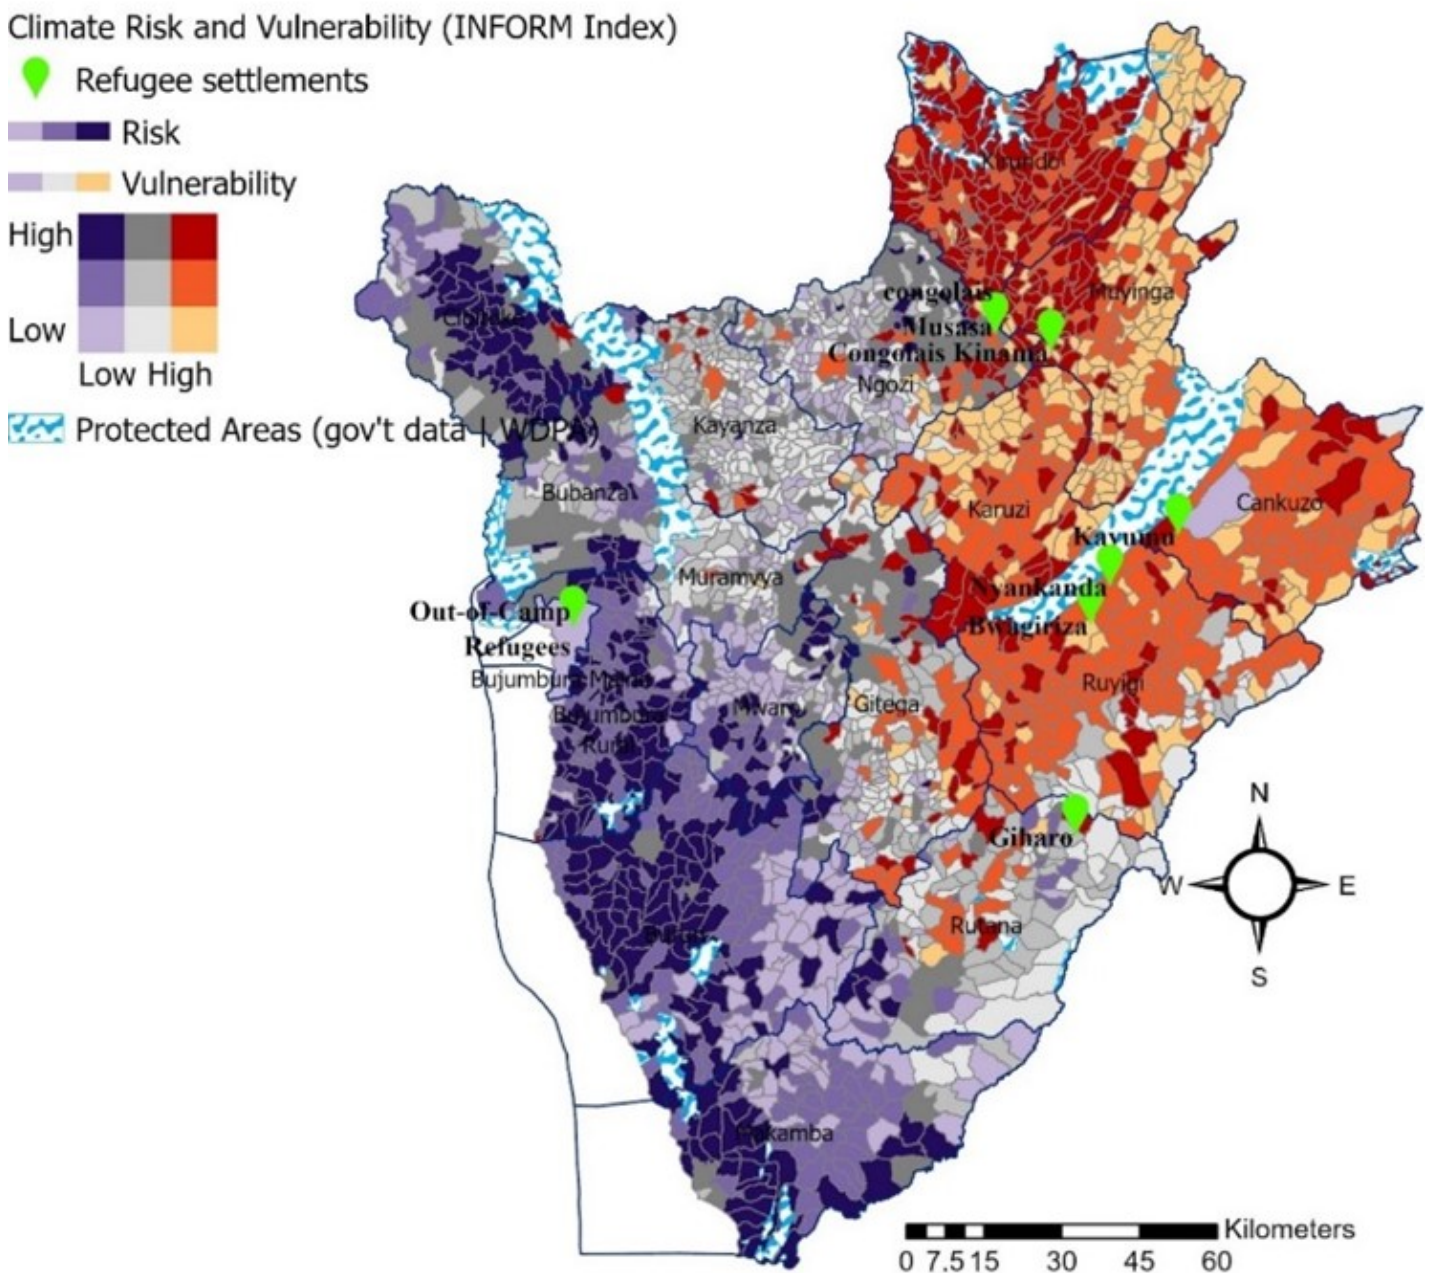 Climate Risk and Vulnerability (INFORM Index)
Refugee settlements
Risk
Vulnerability
High
Low
Low High
Protected Areas (gov't data | WDPA)
Kirundo
Muyinga
congolais
Musasa
Congolais Kinama
Ngozi
Kayanza
Cibitoke
Bubanza
Karuzi
Cankuzo
Kavumu
Muramvya
Nyankanda
Bwagiriza
Out-of-Camp
Refugees
Bujumbura Mairie
Bujumbura
Rural
Mwaro
Gitega
Ruyigi
Giharo
Rutana
Bururi
Makamba
N
W
E
S
Kilometers
0 7.5 15 30 45 60